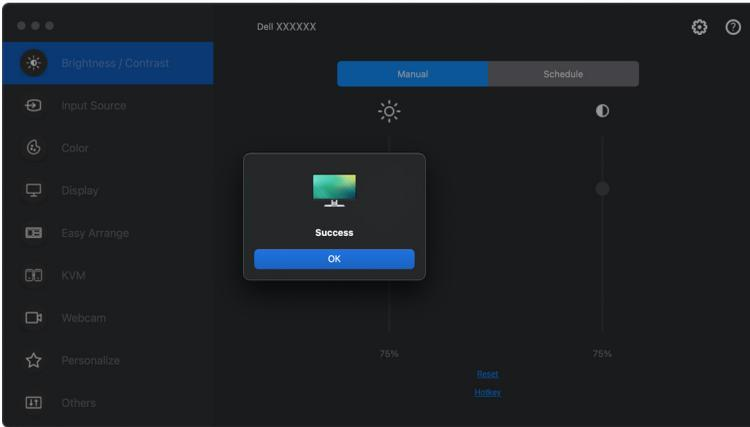 Dell XXXXXX
Brightness / Contrast
Input Source
Color
Display
Easy Arrange
KVM
Webcam
Personalize
Others
Manual
Schedule
Success
OK
75%
75%
Reset
Hotkey